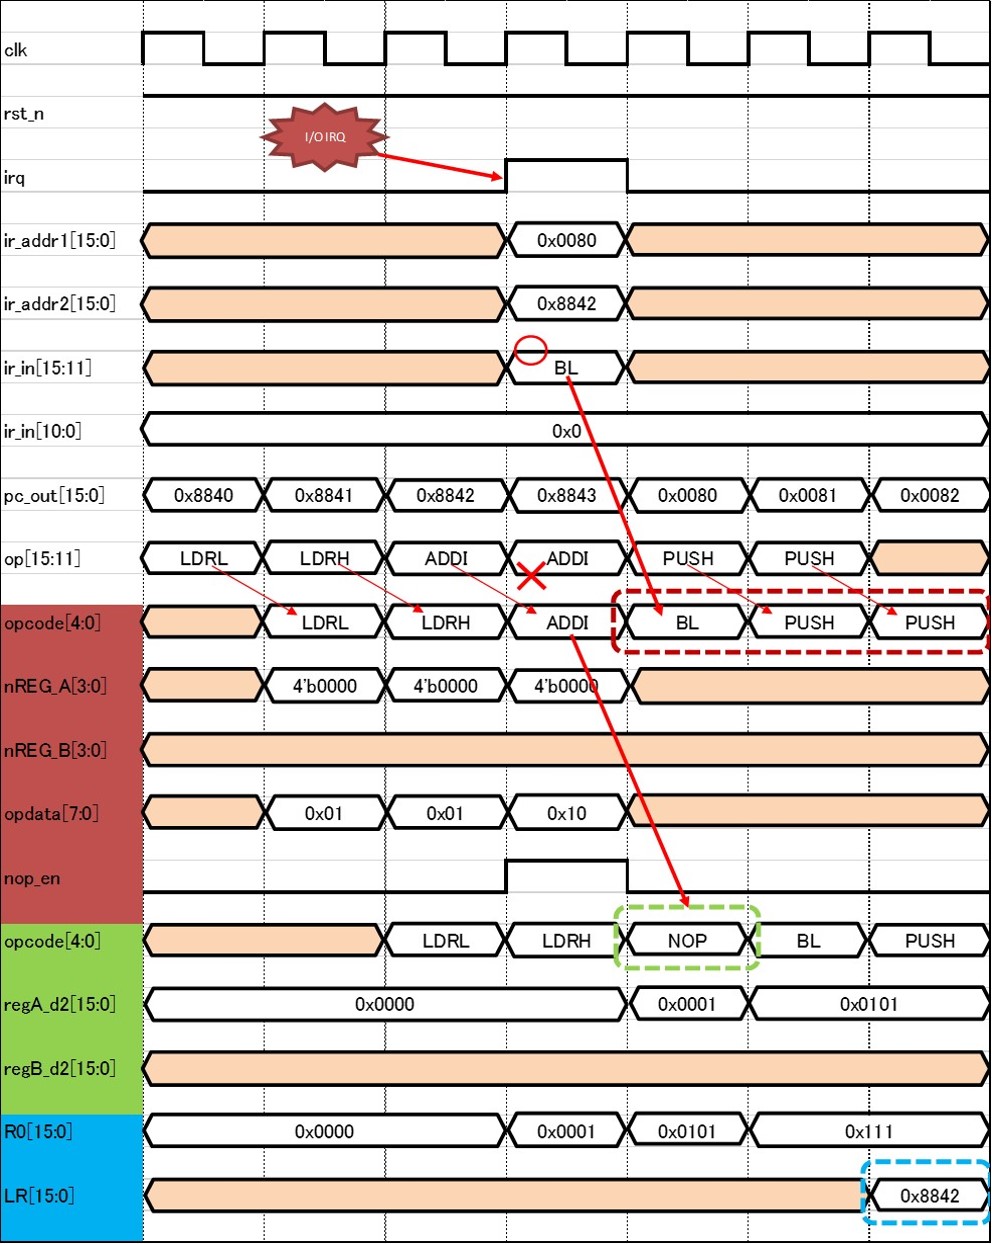 clk
rst_n
I/O IRQ
irq
ir_addr1[15:0] 0x0080
ir_addr2[15:0] 0x8842
ir_in[15:11] BL
ir_in[10:0] 0x0
pc_out[15:0] 0x8840 0x8841 0x8842 0x8843 0x0080 0x0081 0x0082
op[15:11] LDRL LDRH ADDI ADDI PUSH PUSH
opcode[4:0] LDRL LDRH ADDI BL PUSH PUSH
nREG_A[3:0] 4'b0000 4'b0000 4'b0000
nREG_B[3:0]
opdata[7:0] 0x01 0x01 0x10
nop_en
opcode[4:0] LDRL LDRH NOP BL PUSH
regA_d2[15:0] 0x0000 0x0001 0x0101
regB_d2[15:0]
R0[15:0] 0x0000 0x0001 0x0101 0x111
LR[15:0] 0x8842